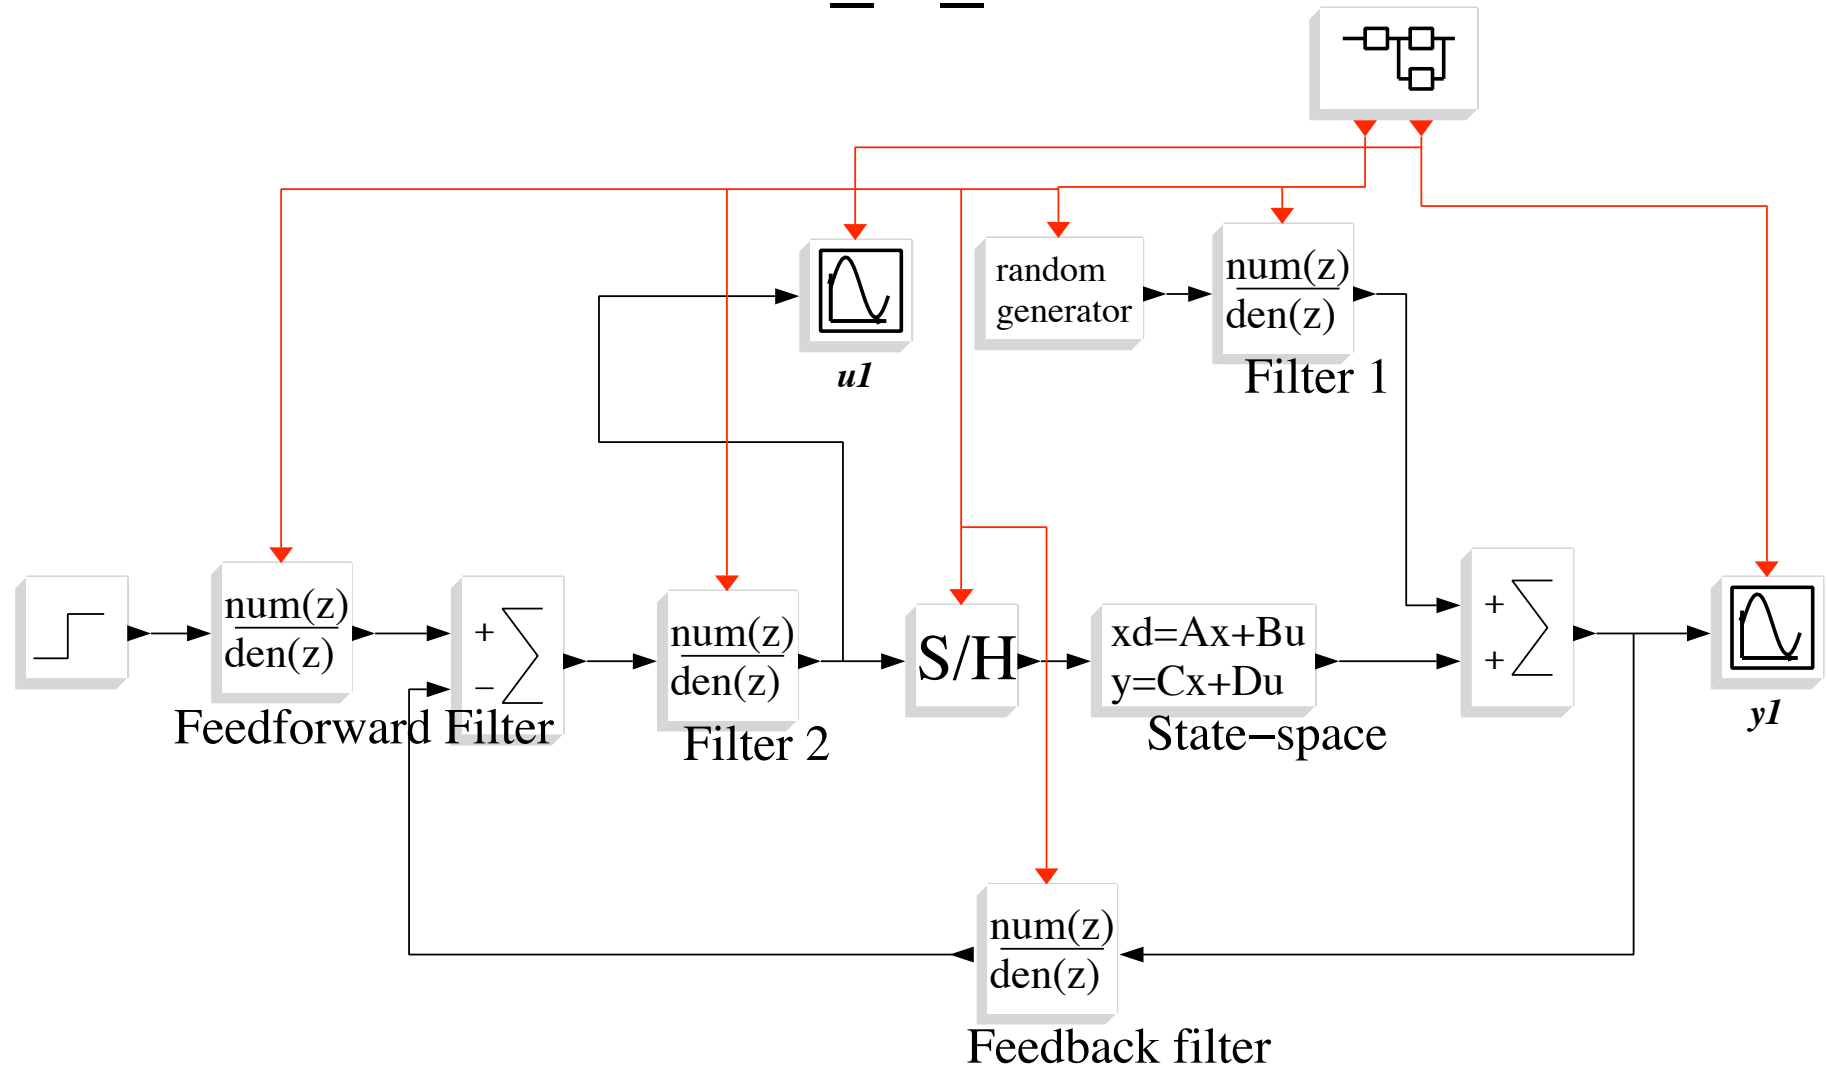 random
generator
num(z)
den(z)
Filter 1
u1
num(z)
den(z)
Feedforward Filter
+
−
num(z)
den(z)
Filter 2
S/H
xd=Ax+Bu
y=Cx+Du
State−space
+
+
y1
num(z)
den(z)
Feedback filter